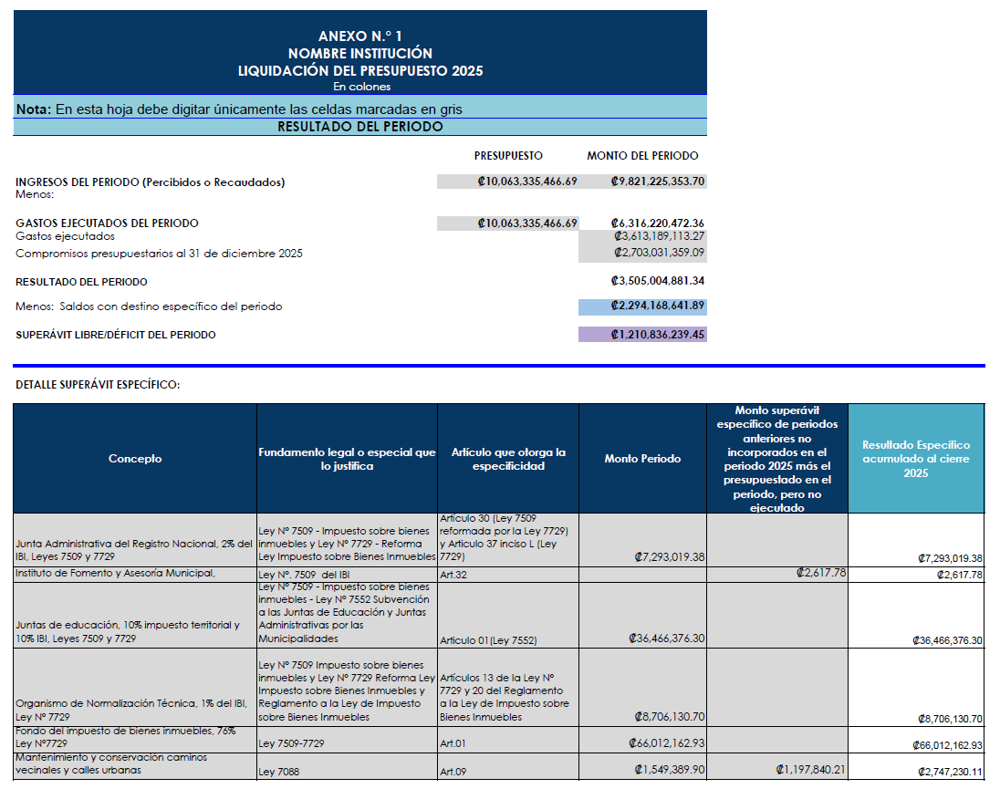 ANEXO N.° 1
NOMBRE INSTITUCIÓN
LIQUIDACIÓN DEL PRESUPUESTO 2025
En colones
Nota: En esta hoja debe digitar únicamente las celdas marcadas en gris
RESULTADO DEL PERIODO
PRESUPUESTO MONTO DEL PERIODO
INGRESOS DEL PERIODO (Percibidos o Recaudados) ₡10,063,335,466.69 ₡9,821,225,353.70
Menos:
GASTOS EJECUTADOS DEL PERIODO ₡10,063,335,466.69 ₡6,316,220,472.36
Gastos ejecutados ₡3,613,189,113.27
Compromisos presupuestarios al 31 de diciembre 2025 ₡2,703,031,359.09
RESULTADO DEL PERIODO ₡3,505,004,881.34
Menos: Saldos con destino específico del periodo ₡2,294,168,641.89
SUPERÁVIT LIBRE/DÉFICIT DEL PERIODO ₡1,210,836,239.45
DETALLE SUPERÁVIT ESPECÍFICO:
Concepto
Fundamento legal o especial que
lo justifica
Artículo que otorga la
especificidad
Monto Periodo
Monto superávit
específico de periodos
anteriores no
incorporados en el
periodo 2025 más el
presupuestado en el
periodo, pero no
ejecutado
Resultado Específico
acumulado al cierre
2025
Junta Administrativa del Registro Nacional, 2% del
IBI, Leyes 7509 y 7729
Ley Nº 7509 - Impuesto sobre bienes
inmuebles y Ley Nº 7729 - Reforma
Ley Impuesto sobre Bienes Inmuebles
Artículo 30 (Ley 7509
reformada por la Ley 7729)
y Artículo 37 inciso L (Ley
7729)
₡7,293,019.38
₡7,293,019.38
Instituto de Fomento y Asesoría Municipal,
Ley Nº. 7509 del IBI
Art.32
₡2,617.78
₡2,617.78
Juntas de educación, 10% impuesto territorial y
10% IBI, Leyes 7509 y 7729
Ley Nº 7509 - Impuesto sobre bienes
inmuebles - Ley Nº 7552 Subvención
a las Juntas de Educación y Juntas
Administrativas por las
Municipalidades
Artículo 01(Ley 7552)
₡36,466,376.30
₡36,466,376.30
Organismo de Normalización Técnica, 1% del IBI,
Ley Nº 7729
Ley Nº 7509 Impuesto sobre bienes
inmuebles y Ley Nº 7729 Reforma Ley
Impuesto sobre Bienes Inmuebles y
Reglamento a la Ley de Impuesto
sobre Bienes Inmuebles
Artículos 13 de la Ley Nº
7729 y 20 del Reglamento
a la Ley de Impuesto sobre
Bienes Inmuebles
₡8,706,130.70
₡8,706,130.70
Fondo del impuesto de bienes inmuebles, 76%
Ley Nº7729
Ley 7509-7729
Art.01
₡66,012,162.93
₡66,012,162.93
Mantenimiento y conservación caminos
vecinales y calles urbanas
Ley 7088
Art.09
₡1,549,389.90
₡1,197,840.21
₡2,747,230.11